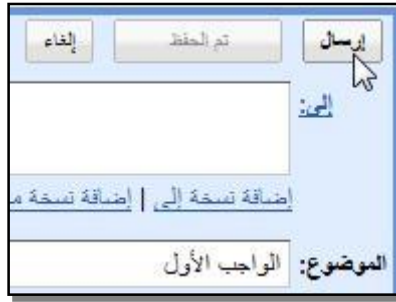 إرسال تم الحفظ إلغاء
إلى:
إضافة نسخة إلى | إضافة نسخة
الموضوع: الواجب الأول